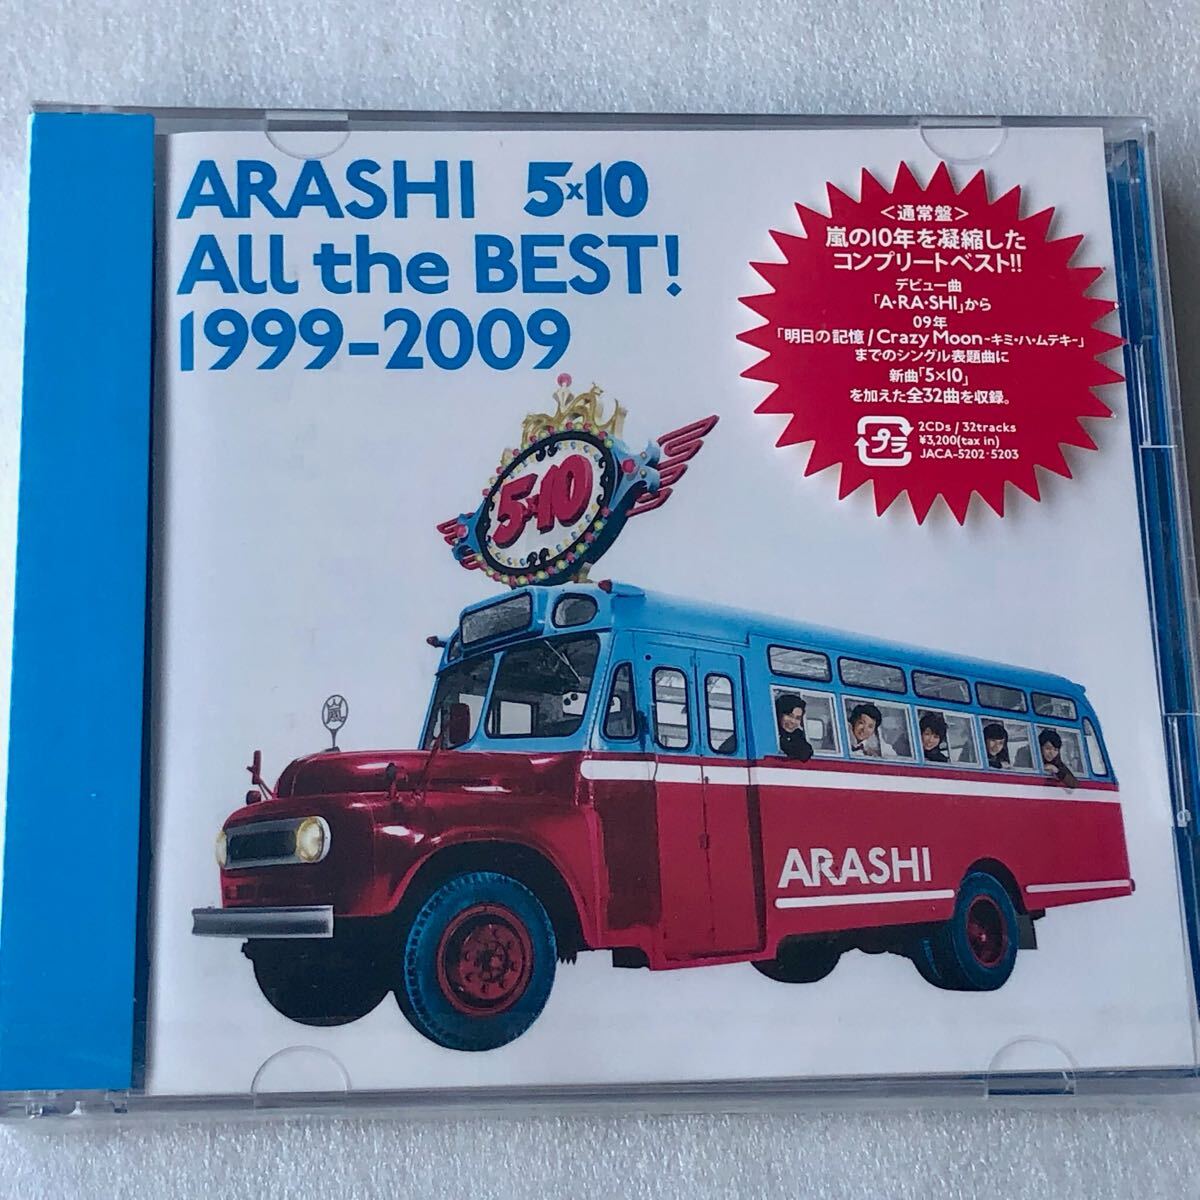 ARASHI 5×10
All the BEST!
1999-2009
＜通常盤＞
嵐の10年を凝縮した
コンプリートベスト!!
デビュー曲
「A・RA・SHI」から
09年
「明日の記憶/Crazy Moon～キミ・ハ・ムテキ～」
までのシングル表題曲に
新曲「5×10」
を加えた全32曲を収録。
プラ
2CDs / 32tracks
¥3,200(tax in)
JACA-5202・5203
5×10
嵐
ARASHI